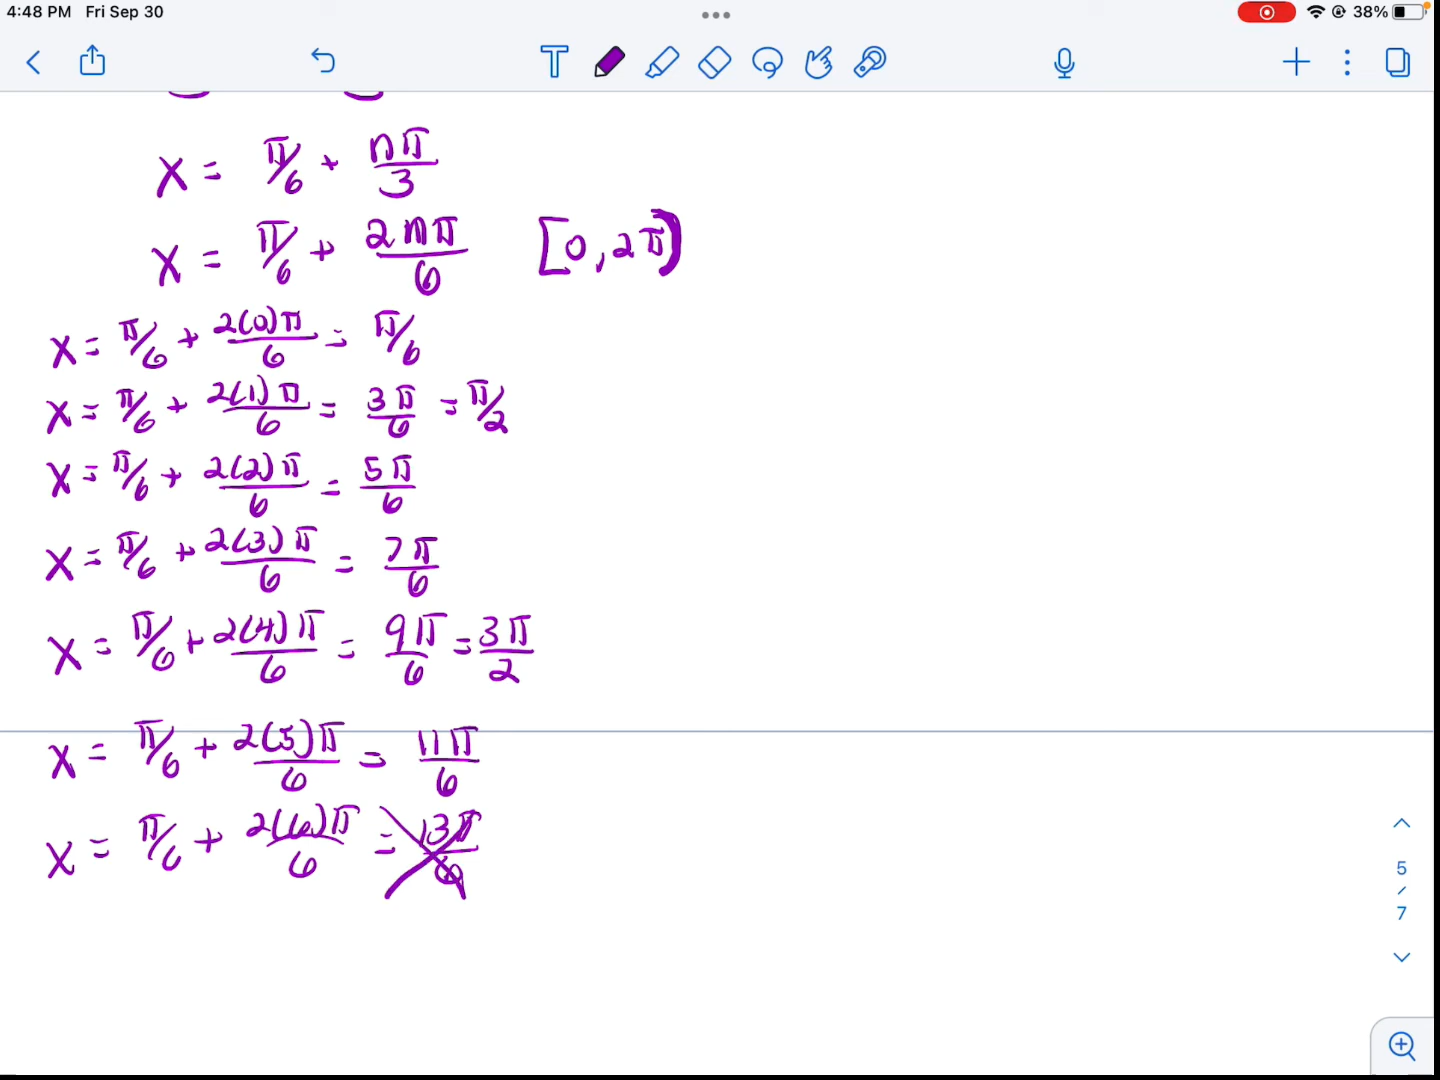 4:48 PM Fri Sep 30
38%
T
x = π/6 + nπ/3
x = π/6 + 2nπ/6 [0, 2π)
x = π/6 + 2(0)π/6 = π/6
x = π/6 + 2(1)π/6 = 3π/6 = π/2
x = π/6 + 2(2)π/6 = 5π/6
x = π/6 + 2(3)π/6 = 7π/6
x = π/6 + 2(4)π/6 = 9π/6 = 3π/2
x = π/6 + 2(5)π/6 = 11π/6
x = π/6 + 2(6)π/6 = 13π/6
5
/
7